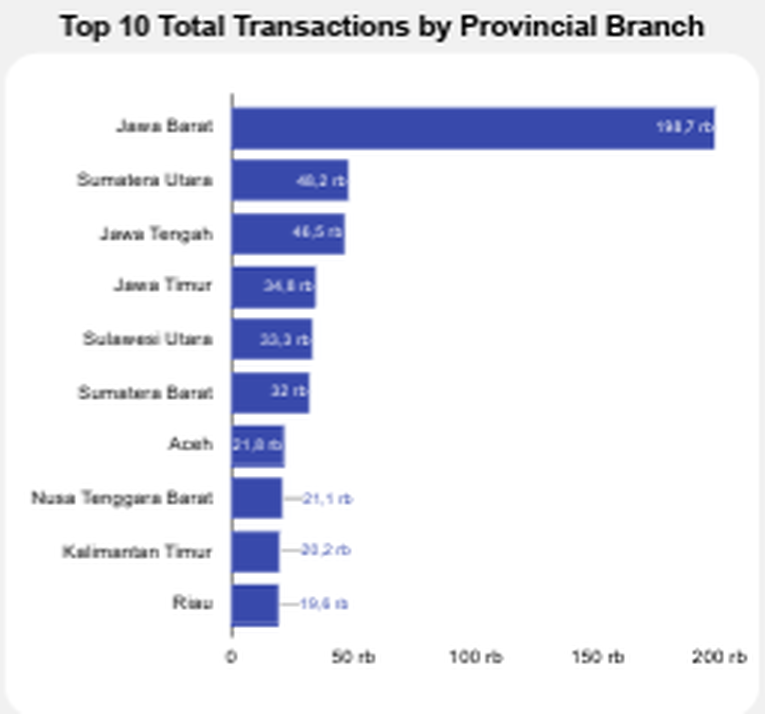 Top 10 Total Transactions by Provincial Branch
Jawa Barat 198,7 rb
Sumatera Utara 48,2 rb
Jawa Tengah 46,5 rb
Jawa Timur 34,8 rb
Sulawesi Utara 33,3 rb
Sumatera Barat 32 rb
Aceh 21,8 rb
Nusa Tenggara Barat 21,1 rb
Kalimantan Timur 20,2 rb
Riau 19,6 rb
0 50 rb 100 rb 150 rb 200 rb